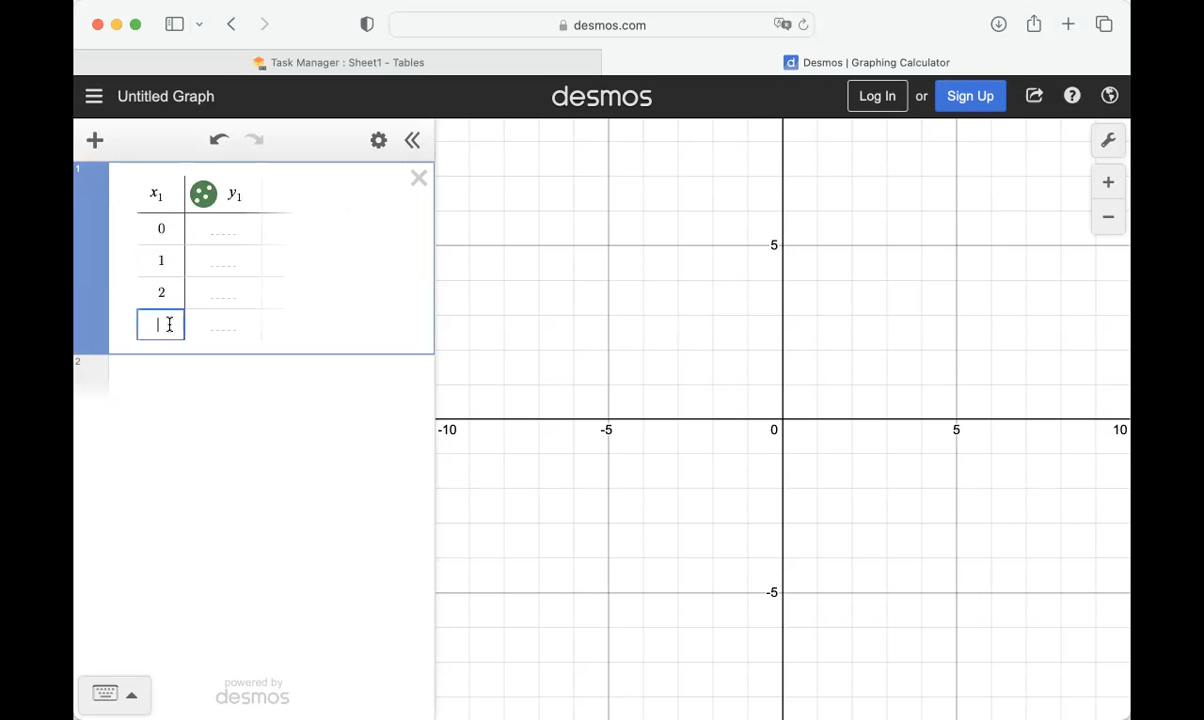 desmos.com
Task Manager : Sheet1 - Tables
Desmos | Graphing Calculator
Untitled Graph
desmos
Log In or Sign Up
1
x₁ y₁
0
1
2
2
powered by
desmos
5
-10 -5 0 5 10
-5